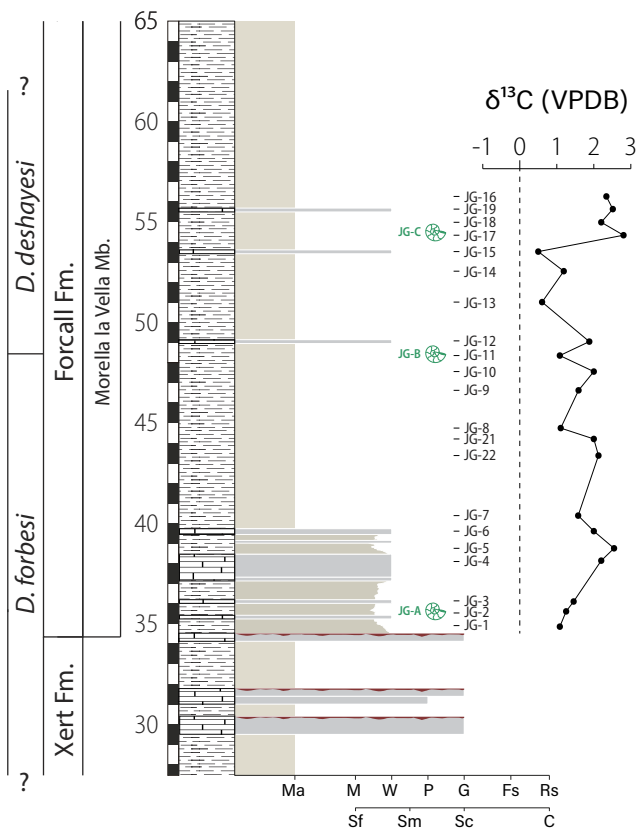 65
60
55
50
45
40
35
30
?
D. deshayesi
D. forbesi
?
Forcall Fm.
Xert Fm.
Morella la Vella Mb.
δ¹³C (VPDB)
-1 0 1 2 3
JG-16
JG-19
JG-18
JG-17
JG-C
JG-15
JG-14
JG-13
JG-12
JG-B
JG-11
JG-10
JG-9
JG-8
JG-21
JG-22
JG-7
JG-6
JG-5
JG-4
JG-3
JG-A
JG-2
JG-1
Ma M W P G Fs Rs
Sf Sm Sc C